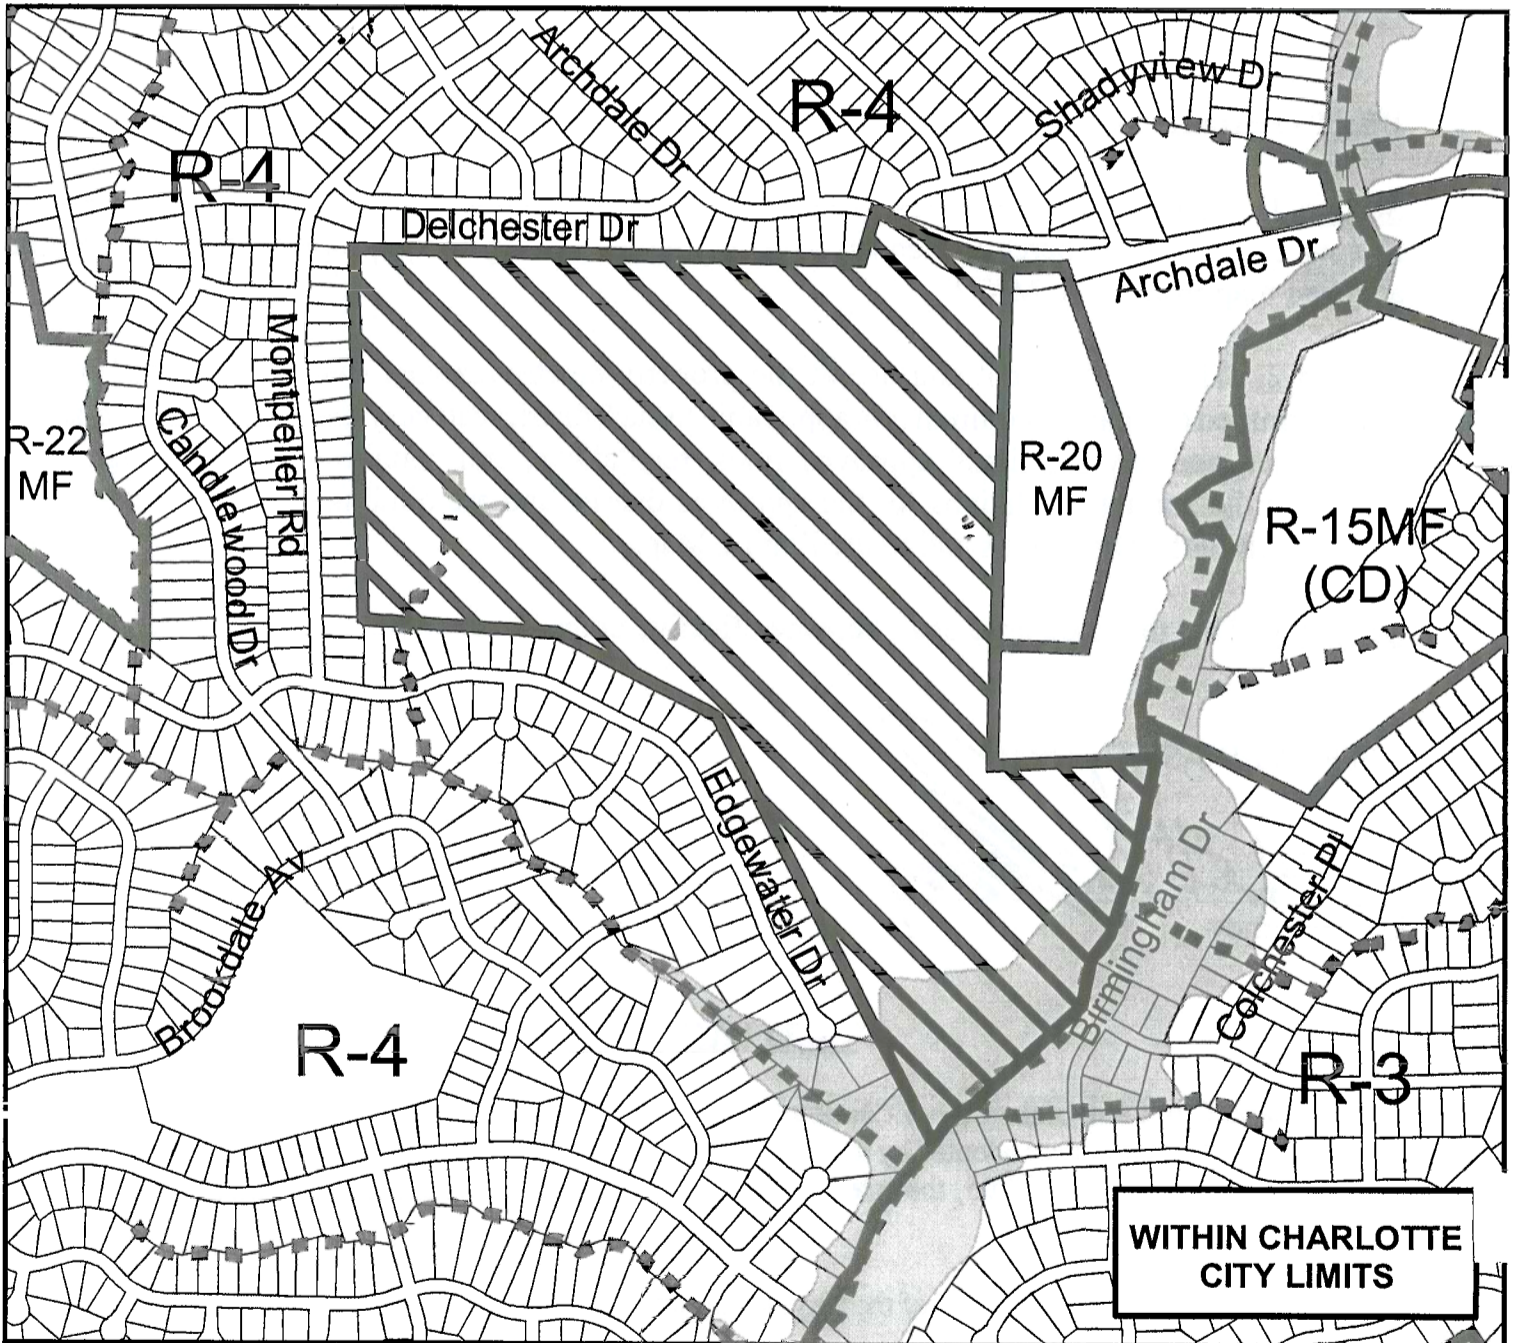 Archdale Dr
R-4
Shadyview Dr
R-4
Delchester Dr
Archdale Dr
Montpelier Rd
R-22
MF
Candlewood Dr
R-20
MF
R-15MF
(CD)
Edgewater Dr
Birmingham Dr
Colchester Pl
Brookdale Av
R-4
R-3
WITHIN CHARLOTTE
CITY LIMITS